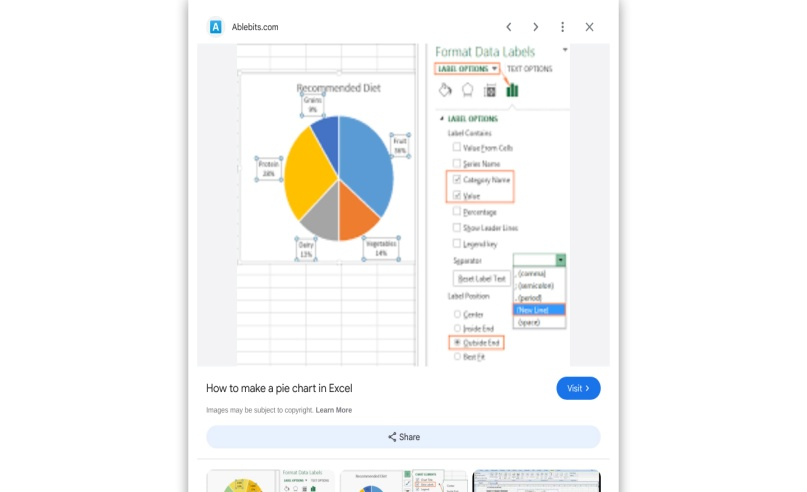 Ablebits.com
Recommended Diet
Grains
9%
Fruit
36%
Protein
28%
Dairy
13%
Vegetables
14%
Format Data Labels
LABEL OPTIONS
TEXT OPTIONS
LABEL OPTIONS
Label Contains
Value From Cells
Series Name
Category Name
Value
Percentage
Show Leader Lines
Legend key
Separator
, (comma)
; (semicolon)
. (period)
(New Line)
(space)
Reset Label Text
Label Position
Center
Inside End
Outside End
Best Fit
How to make a pie chart in Excel
Visit
Images may be subject to copyright. Learn More
Share
Format Data Labels